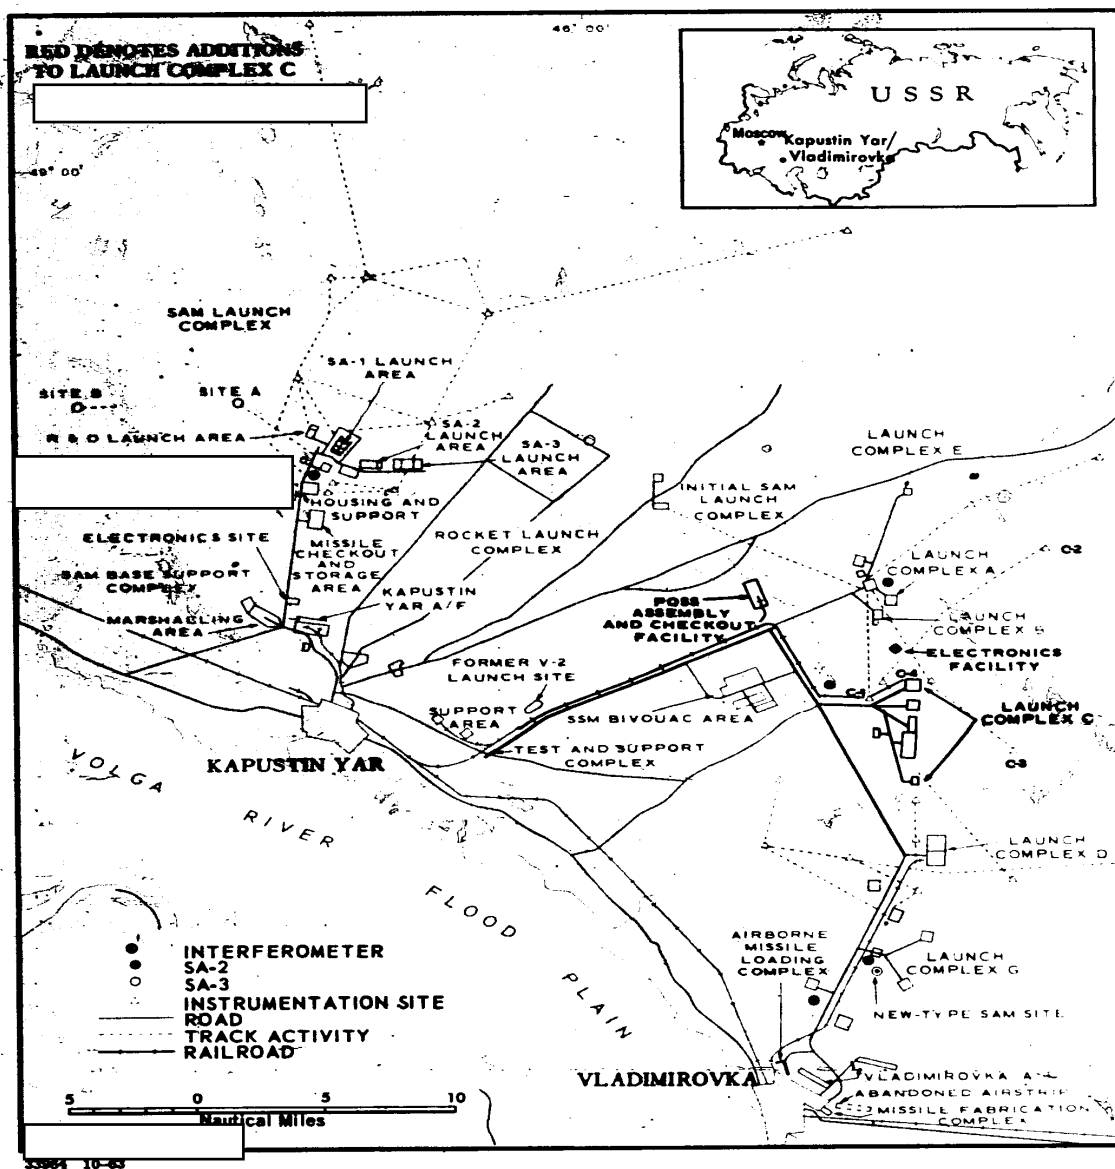 RED DENOTES ADDITIONS
TO LAUNCH COMPLEX C
46° 00'
49° 00'
USSR
Moscow
Kapustin Yar/
Vladimirovka
SAM LAUNCH
COMPLEX
SA-1 LAUNCH
AREA
SITE B
SITE A
R & D LAUNCH AREA
SA-2
LAUNCH
AREA
SA-3
LAUNCH
AREA
LAUNCH
COMPLEX E
INITIAL SAM
LAUNCH
COMPLEX
HOUSING AND
SUPPORT
ELECTRONICS SITE
MISSILE
CHECKOUT
AND
STORAGE
AREA
ROCKET LAUNCH
COMPLEX
SAM BASE SUPPORT
COMPLEX
KAPUSTIN
YAR A/F
MARSHALLING
AREA
D
LAUNCH
COMPLEX A
C-2
POSS
ASSEMBLY
AND CHECKOUT
FACILITY
LAUNCH
COMPLEX B
ELECTRONICS
FACILITY
FORMER V-2
LAUNCH SITE
C-1
C-4
SUPPORT
AREA
SSM BIVOUAC AREA
LAUNCH
COMPLEX C
TEST AND SUPPORT
COMPLEX
C-3
KAPUSTIN YAR
VOLGA
RIVER
FLOOD
PLAIN
LAUNCH
COMPLEX D
AIRBORNE
MISSILE
LOADING
COMPLEX
LAUNCH
COMPLEX G
NEW-TYPE SAM SITE
INTERFEROMETER
SA-2
SA-3
INSTRUMENTATION SITE
ROAD
TRACK ACTIVITY
RAILROAD
VLADIMIROVKA
VLADIMIROVKA
ABANDONED AIRSTRIP
MISSILE FABRICATION
COMPLEX
5 0 5 10
Nautical Miles
33984 10-63